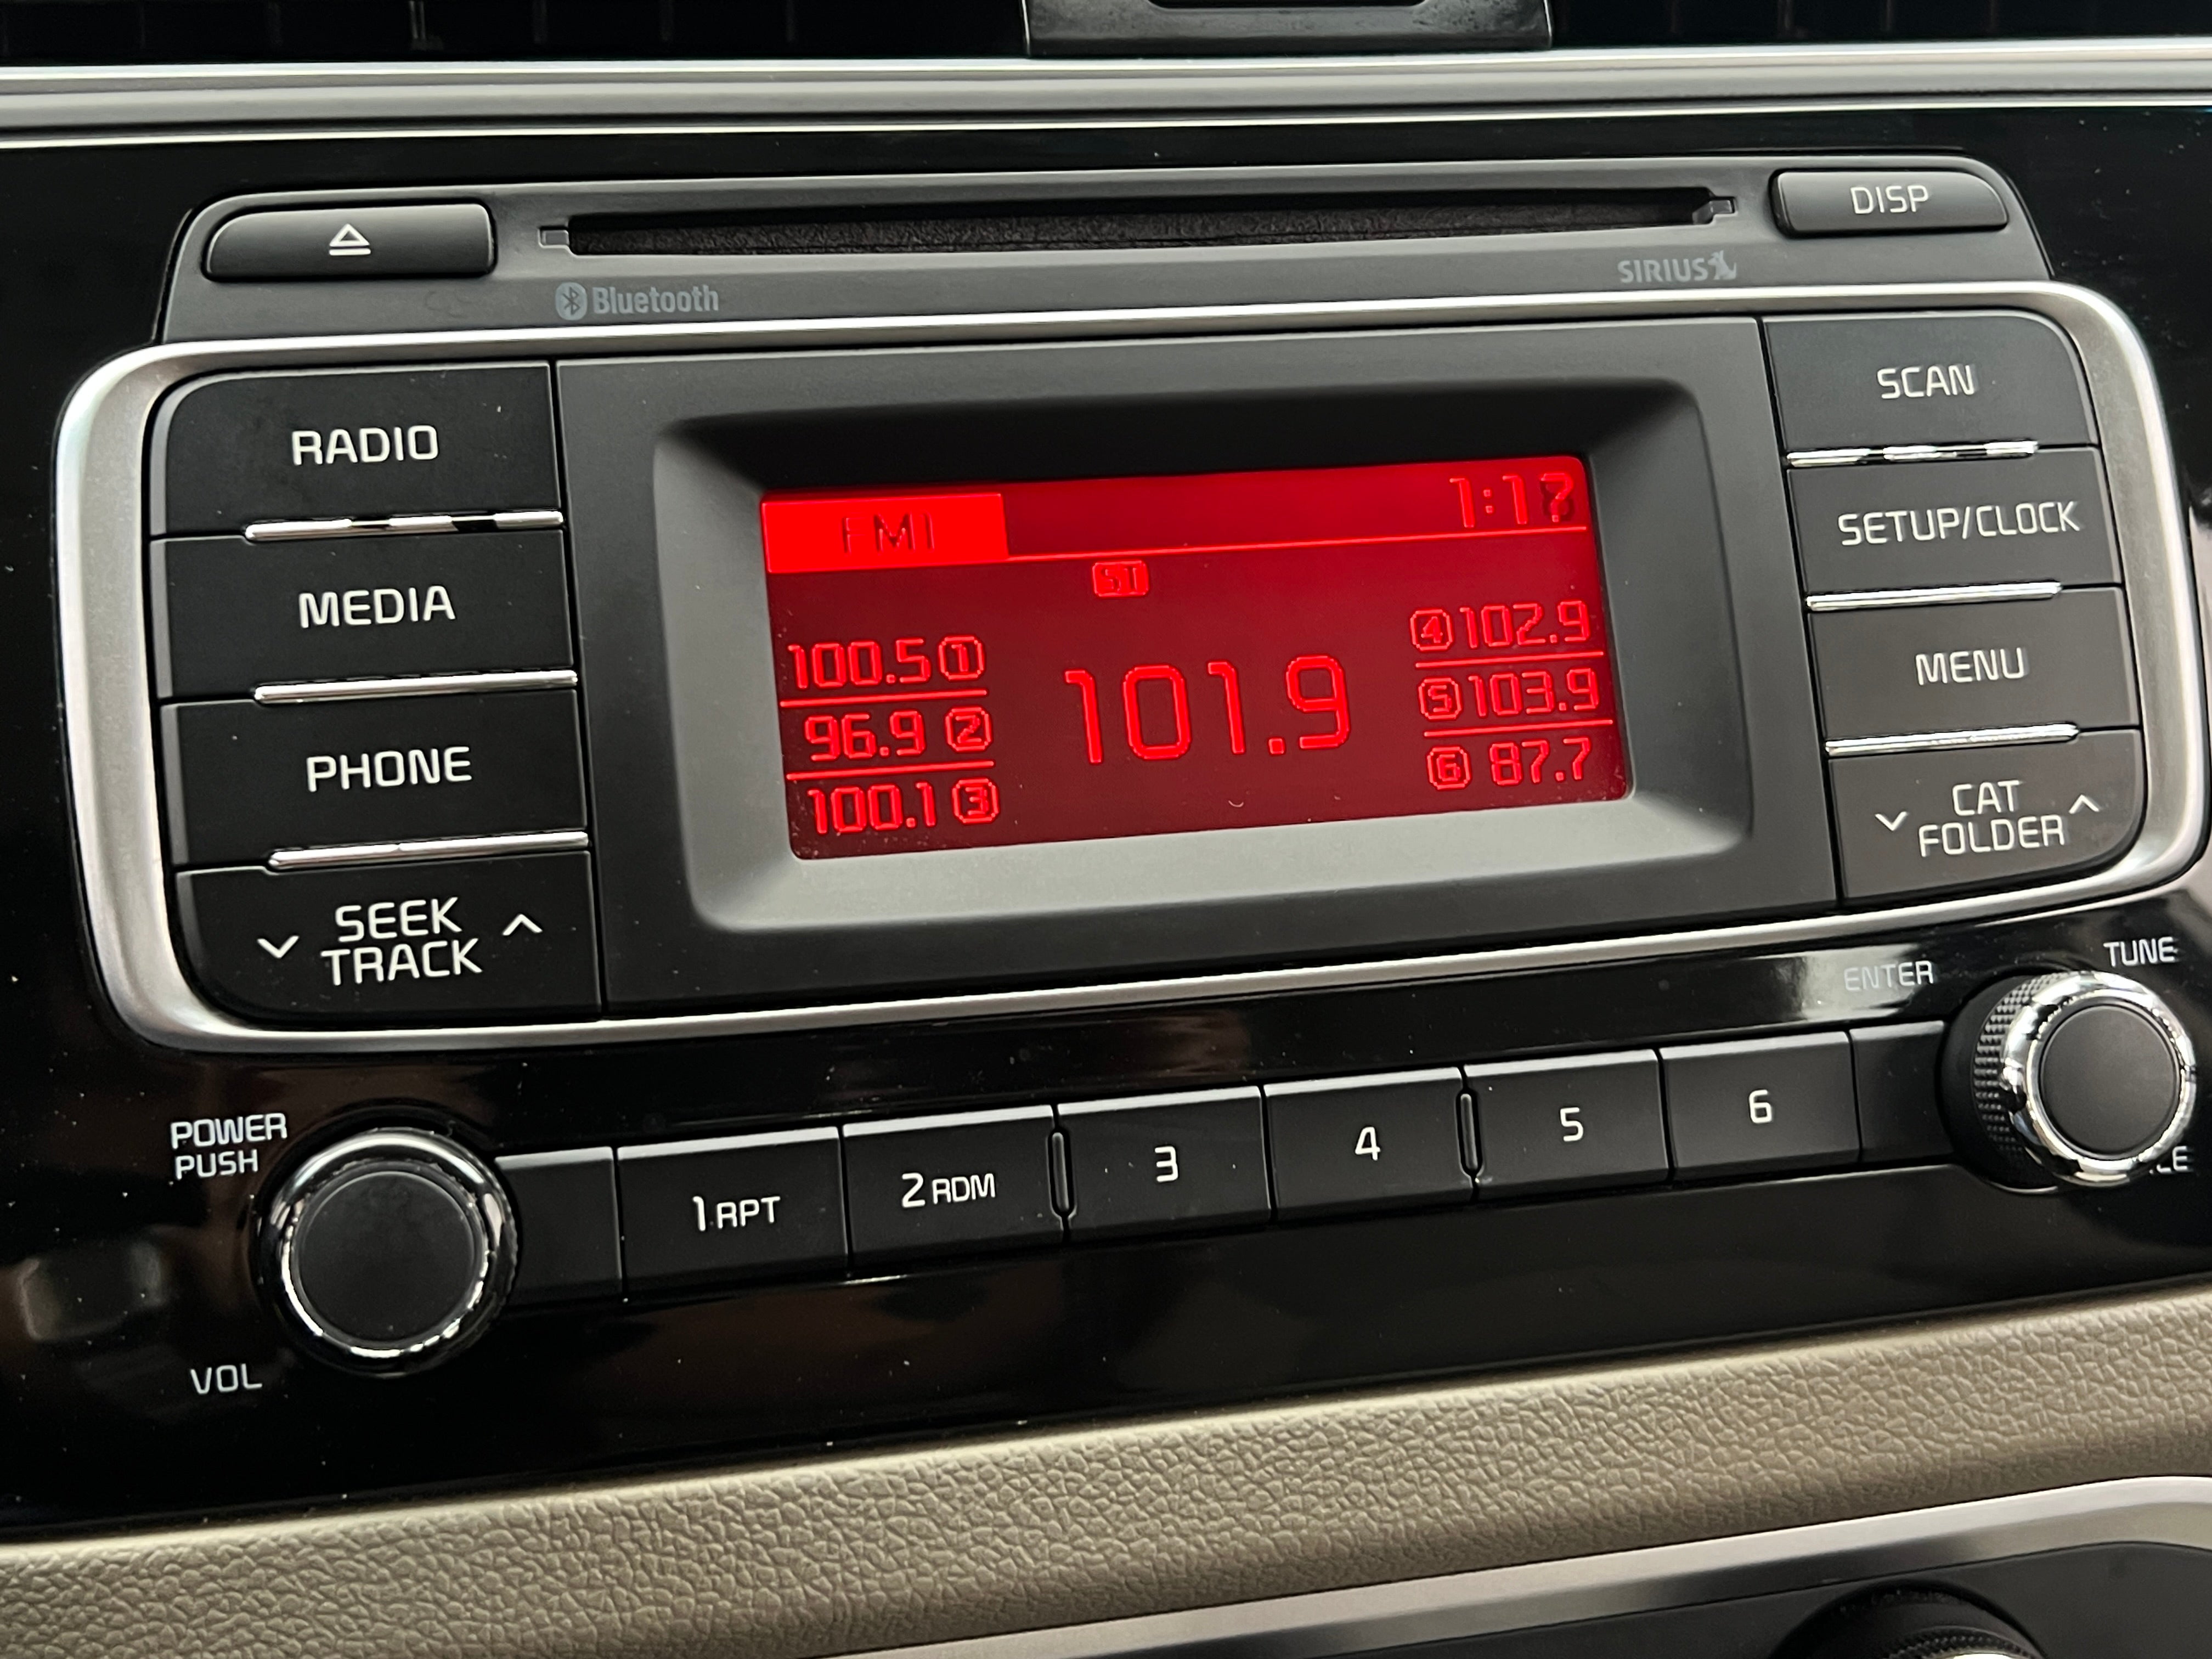 DISP
Bluetooth
SIRIUS
RADIO
MEDIA
PHONE
SEEK
TRACK
FM1
ST
100.5 1
96.9 2
100.1 3
101.9
4 102.9
5 103.9
6 87.7
SCAN
SETUP/CLOCK
MENU
CAT
FOLDER
ENTER
TUNE
POWER
PUSH
VOL
1 RPT
2 RDM
3
4
5
6